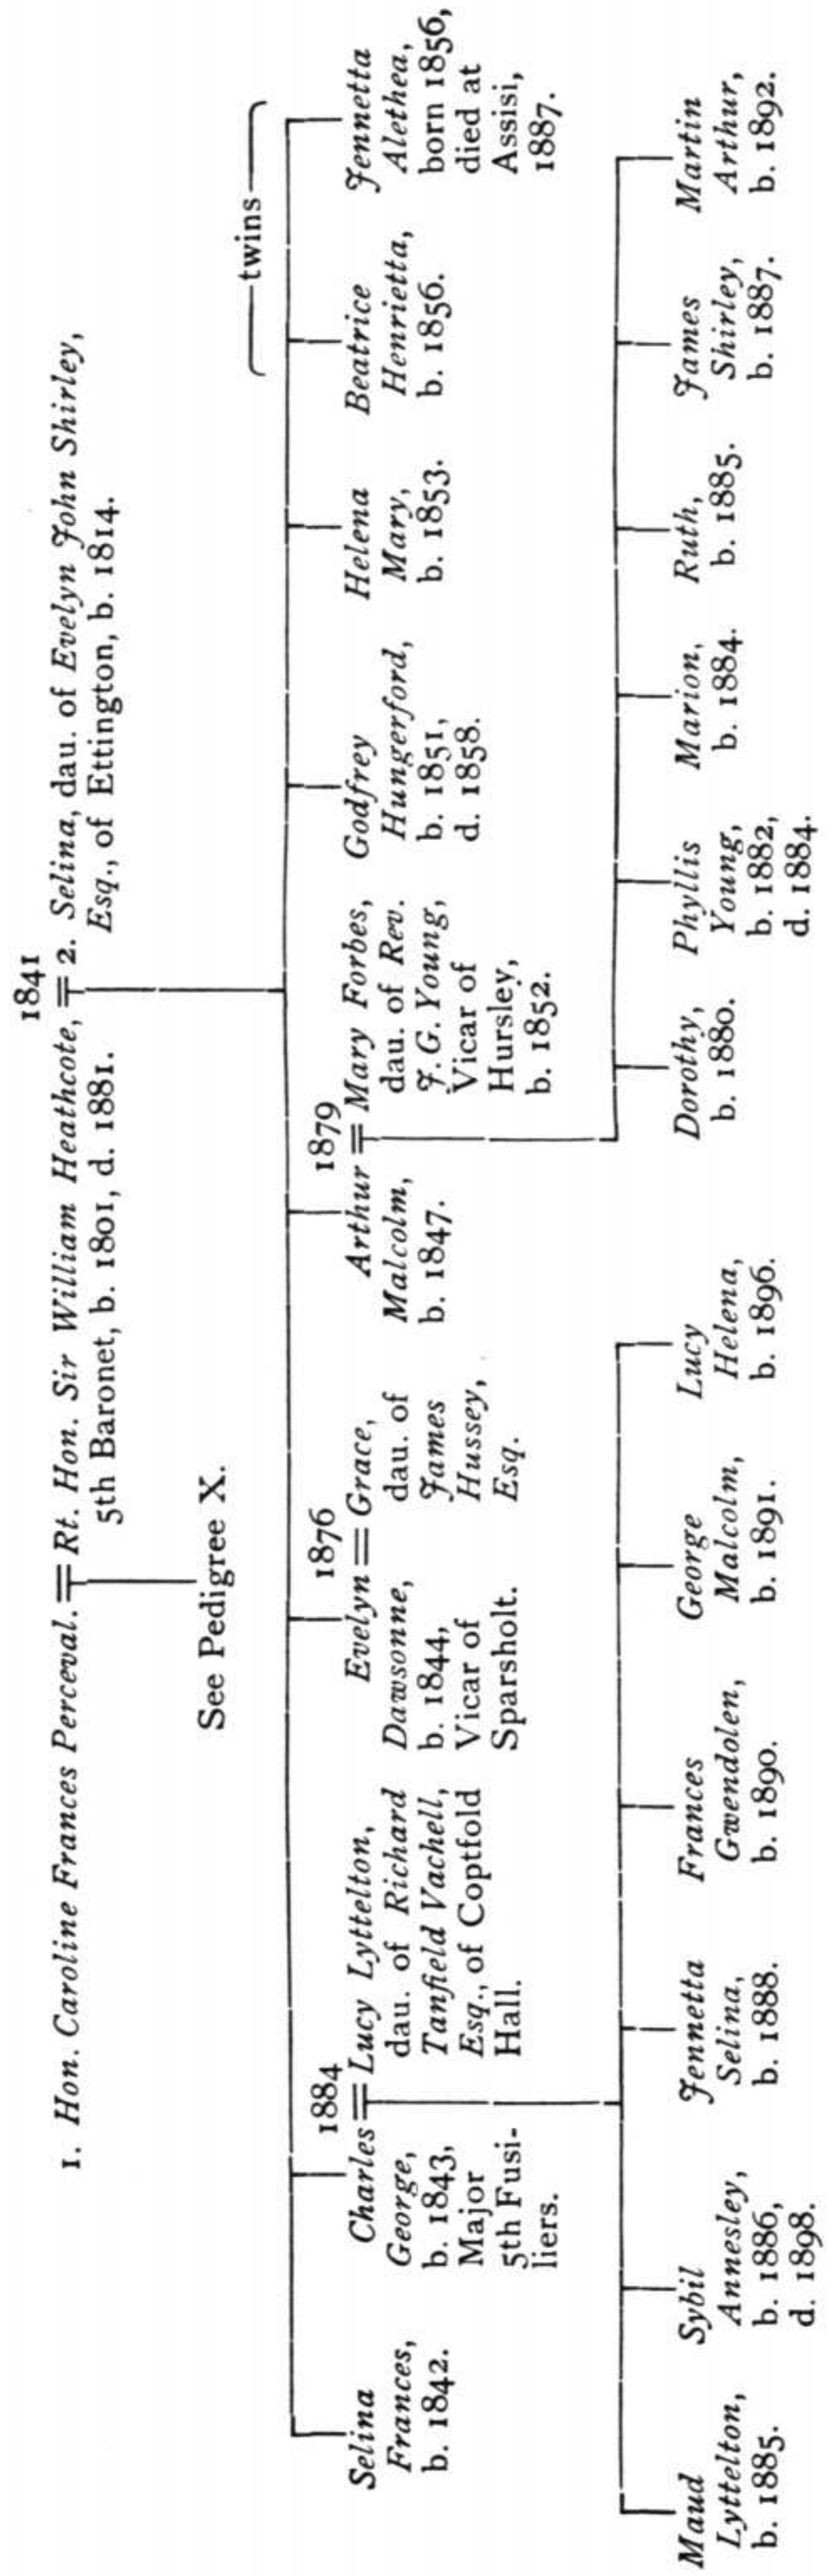 1841
1. Hon. Caroline Frances Perceval. = Rt. Hon. Sir William Heathcote, = 2. Selina, dau. of Evelyn John Shirley,
5th Baronet, b. 1801, d. 1881.
Esq., of Ettington, b. 1814.
See Pedigree X.
twins
Selina
Frances,
b. 1842.
1884
Charles = Lucy Lyttelton,
George,
b. 1843,
Major
5th Fusi-
liers.
dau. of Richard
Tanfield Vachell,
Esq., of Coptfold
Hall.
1876
Evelyn = Grace,
Dawsonne,
b. 1844,
Vicar of
Sparsholt.
dau. of
James
Hussey,
Esq.
1879
Arthur = Mary Forbes,
Malcolm,
b. 1847.
dau. of Rev.
J. G. Young,
Vicar of
Hursley,
b. 1852.
Godfrey
Hungerford,
b. 1851,
d. 1858.
Helena
Mary,
b. 1853.
Beatrice
Henrietta,
b. 1856.
Jennetta
Alethea,
born 1856,
died at
Assisi,
1887.
Maud
Lyttelton,
b. 1885.
Sybil
Annesley,
b. 1886,
d. 1898.
Jennetta
Selina,
b. 1888.
Frances
Gwendolen,
b. 1890.
George
Malcolm,
b. 1891.
Lucy
Helena,
b. 1896.
Dorothy,
b. 1880.
Phyllis
Young,
b. 1882,
d. 1884.
Marion,
b. 1884.
Ruth,
b. 1885.
James
Shirley,
b. 1887.
Martin
Arthur,
b. 1892.